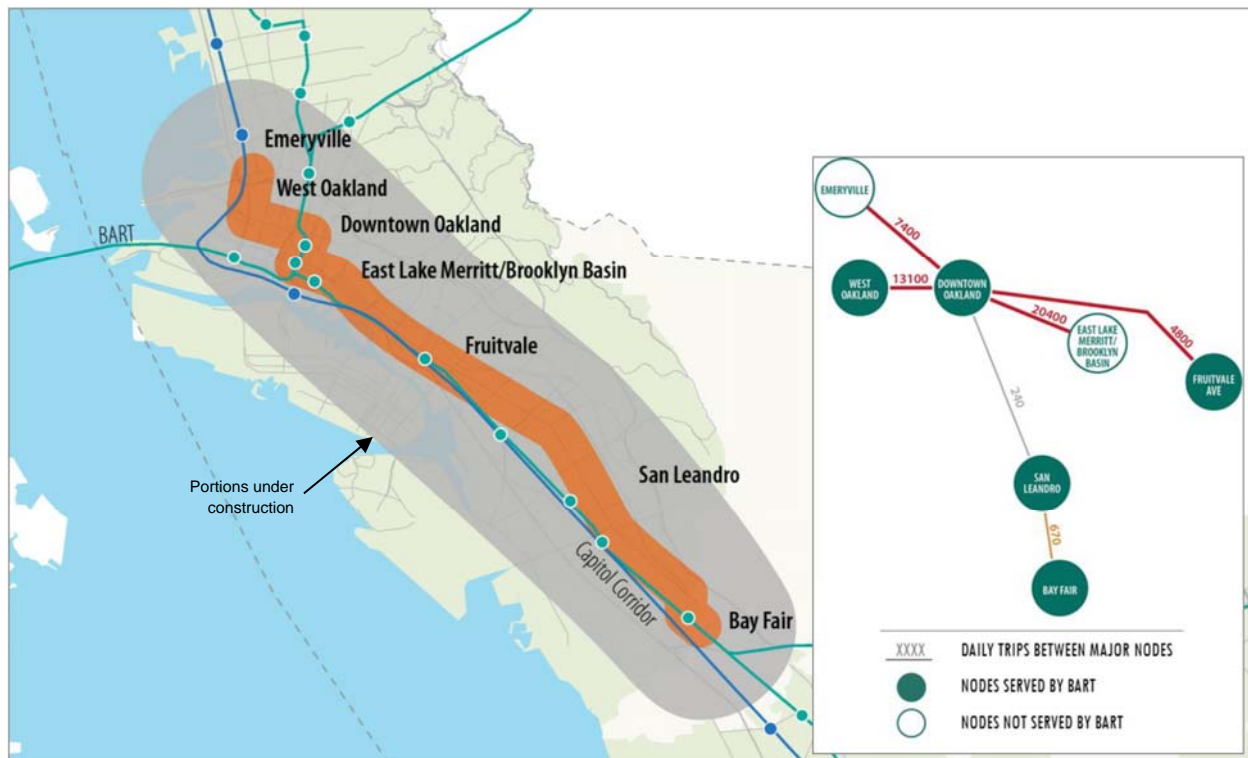 Emeryville
West Oakland
Downtown Oakland
BART
East Lake Merritt/Brooklyn Basin
Fruitvale
San Leandro
Portions under
construction
Capitol Corridor
Bay Fair
EMERYVILLE
7400
WEST
OAKLAND
13100
DOWNTOWN
OAKLAND
20400
EAST LAKE
MERRITT/
BROOKLYN
BASIN
4800
FRUITVALE
AVE
240
SAN
LEANDRO
670
BAY FAIR
XXXX DAILY TRIPS BETWEEN MAJOR NODES
NODES SERVED BY BART
NODES NOT SERVED BY BART